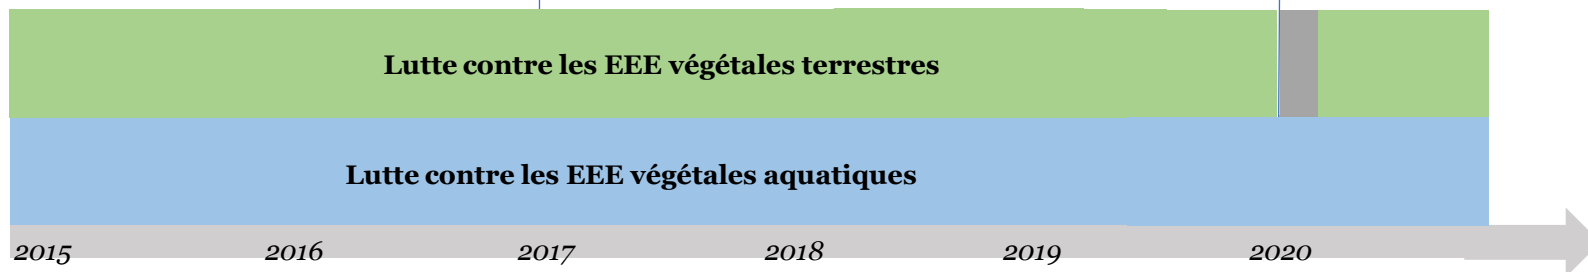 Lutte contre les EEE végétales terrestres
Lutte contre les EEE végétales aquatiques
2015 2016 2017 2018 2019 2020